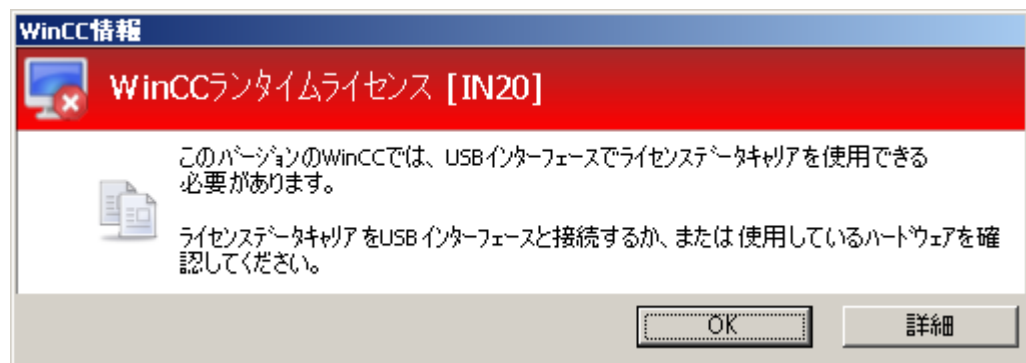 WinCC情報
WinCCランタイムライセンス [IN20]
このバージョンのWinCCでは、USBインターフェースでライセンスデータキャリアを使用できる
必要があります。
ライセンスデータキャリアをUSBインターフェースと接続するか、または使用しているハードウェアを確
認してください。
OK
詳細